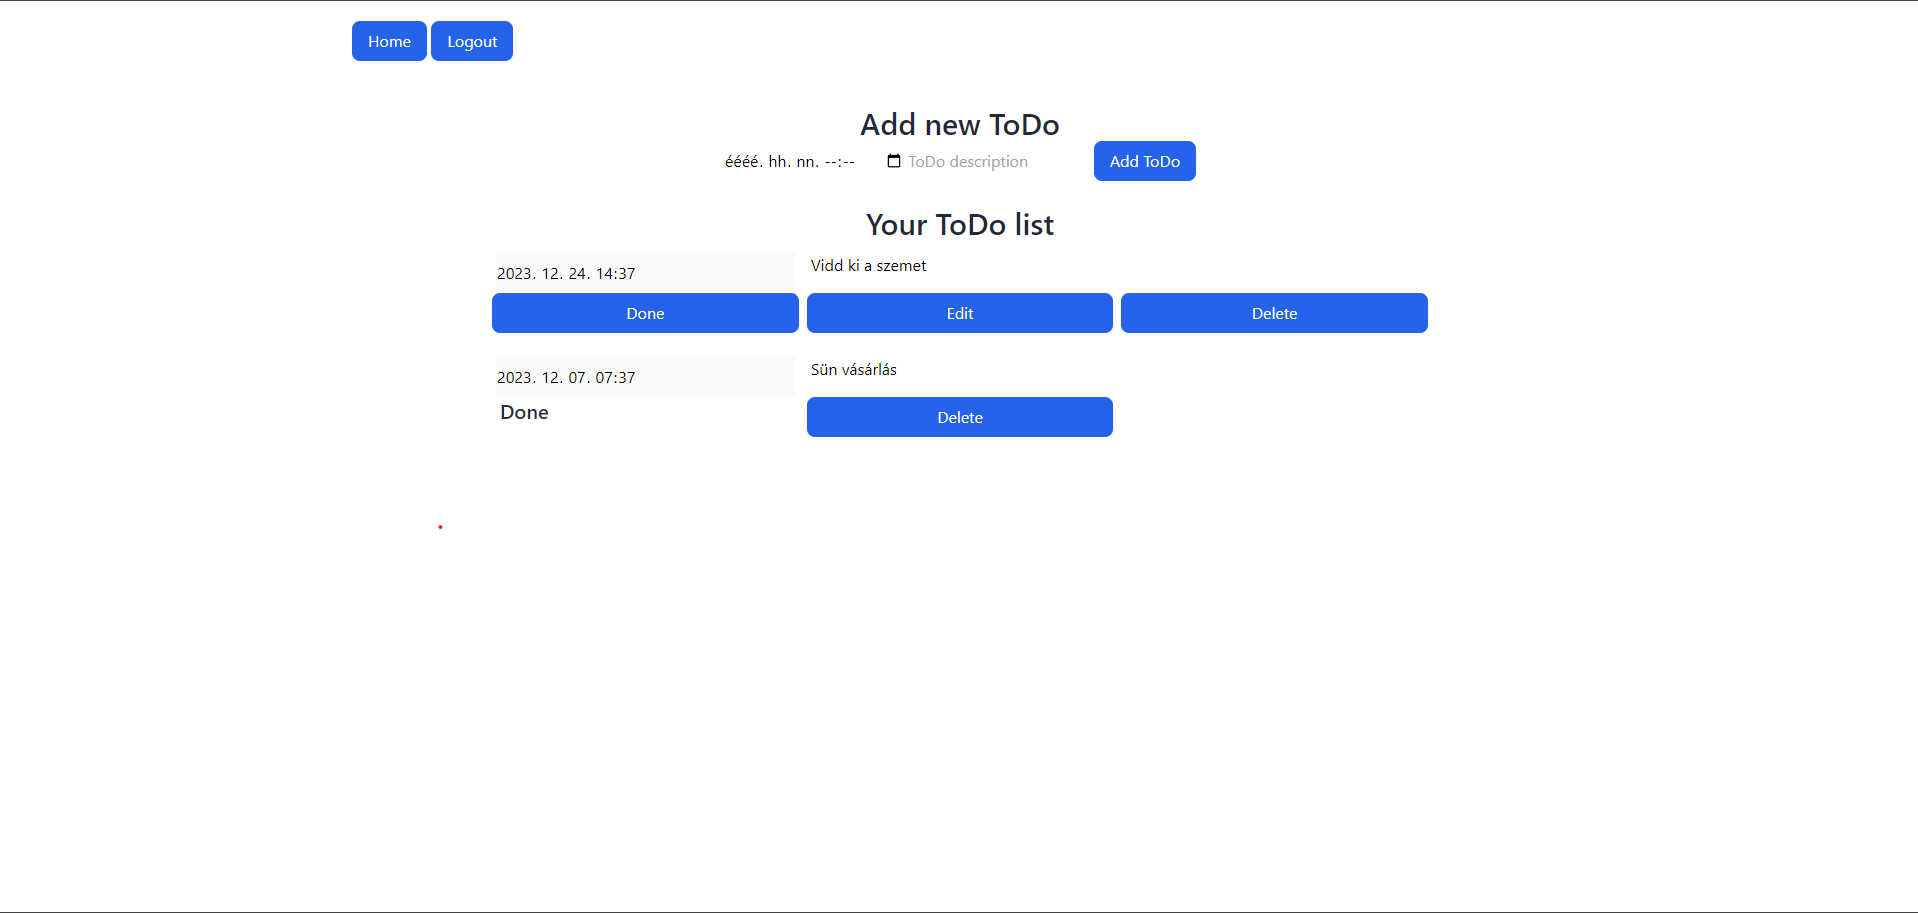 Home Logout
Add new ToDo
éééé. hh. nn. --:-- ToDo description Add ToDo
Your ToDo list
2023. 12. 24. 14:37 Vidd ki a szemet
Done Edit Delete
2023. 12. 07. 07:37 Sün vásárlás
Done Delete